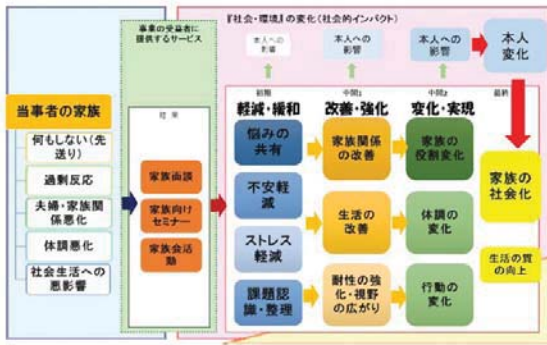 『社会・環境』の変化(社会的インパクト)
事業の受益者に
提供するサービス
本人への
影響
本人への
影響
本人への
影響
本人
変化
初期
中間1
中間2
最終
軽減・緩和
改善・強化
変化・実現
当事者の家族
何もしない(先
送り)
過剰反応
夫婦・家族関
係悪化
体調悪化
社会生活への
悪影響
家族面談
家族向け
セミナー
家族会活
動
悩みの
共有
不安軽
減
ストレス
軽減
課題認
識・整理
家族関係
の改善
生活の
改善
耐性の強
化・視野
の広がり
家族の
役割変化
体調の
変化
行動の
変化
家族の
社会化
生活の質
の向上